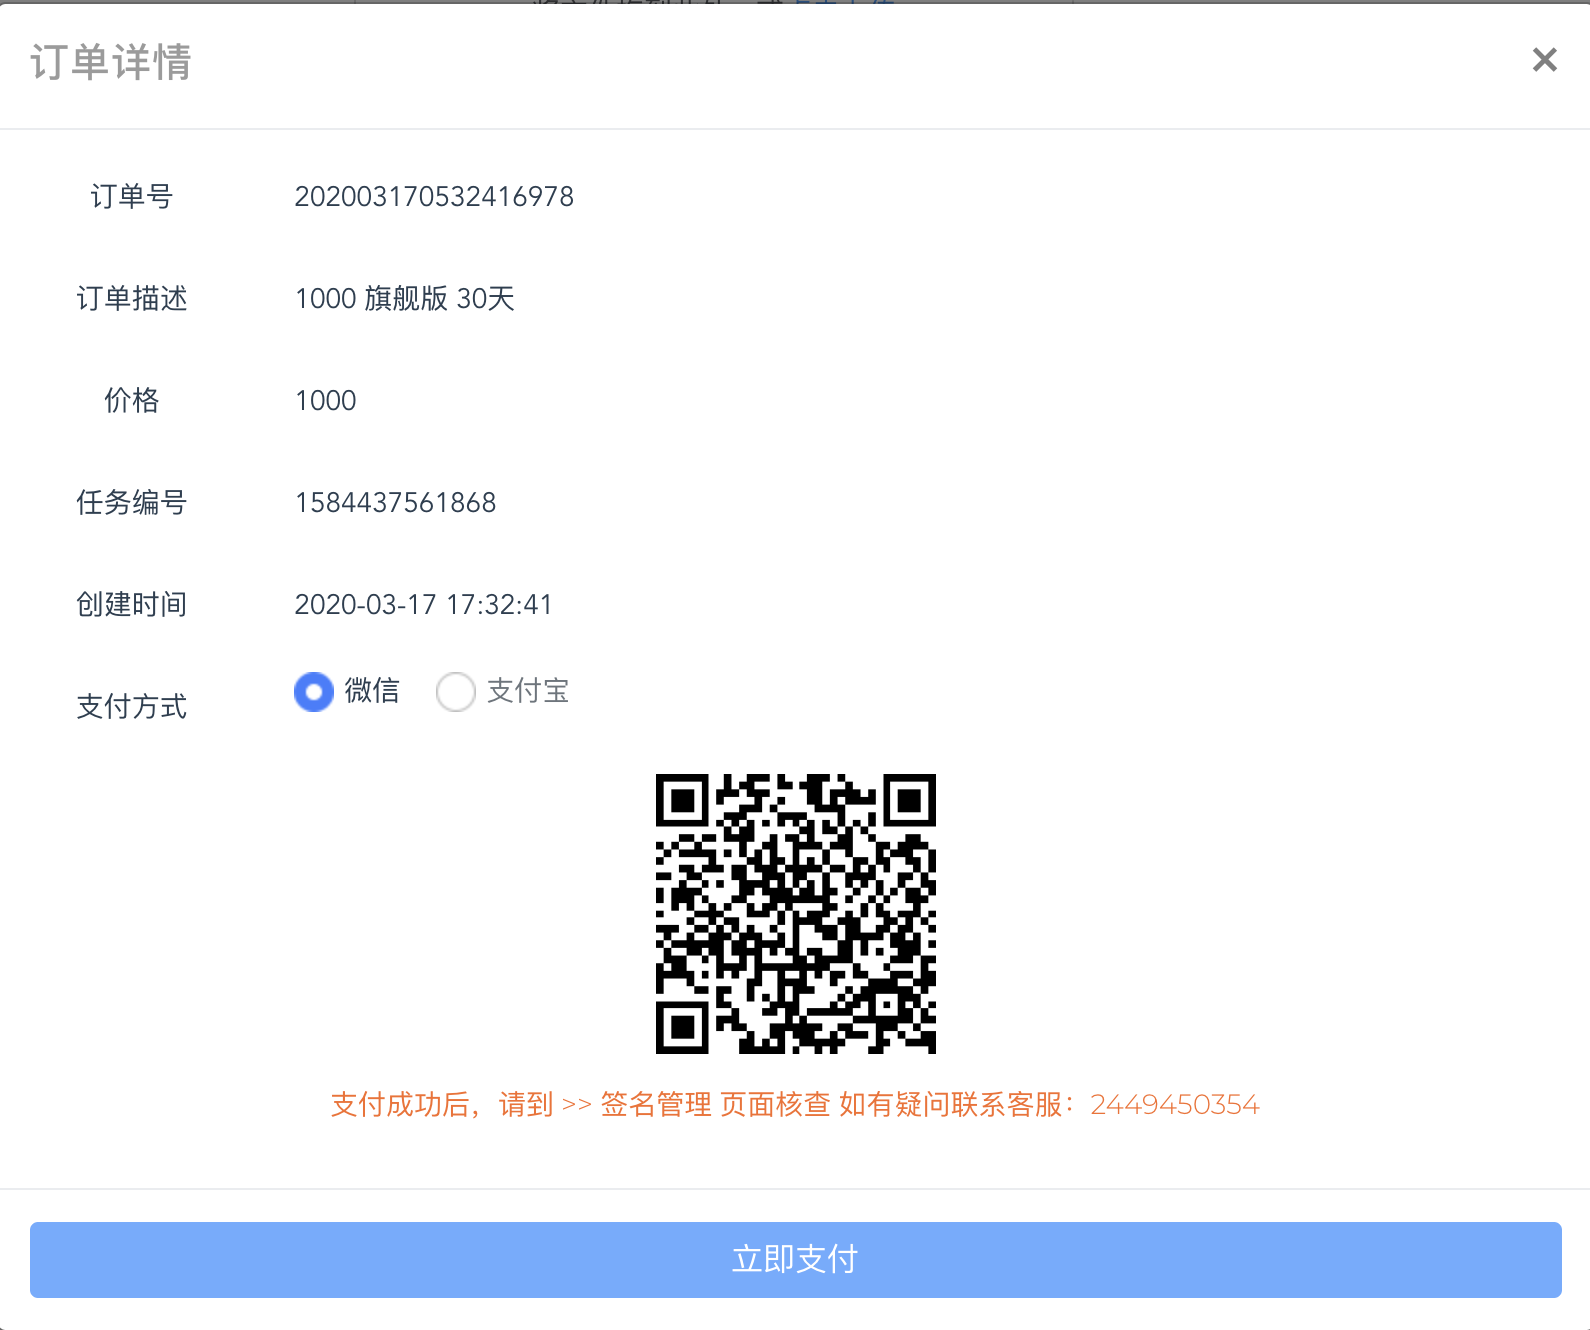 订单详情
订单号 202003170532416978
订单描述 1000 旗舰版 30天
价格 1000
任务编号 1584437561868
创建时间 2020-03-17 17:32:41
支付方式 微信 支付宝
支付成功后，请到 >> 签名管理 页面核查 如有疑问联系客服：2449450354
立即支付